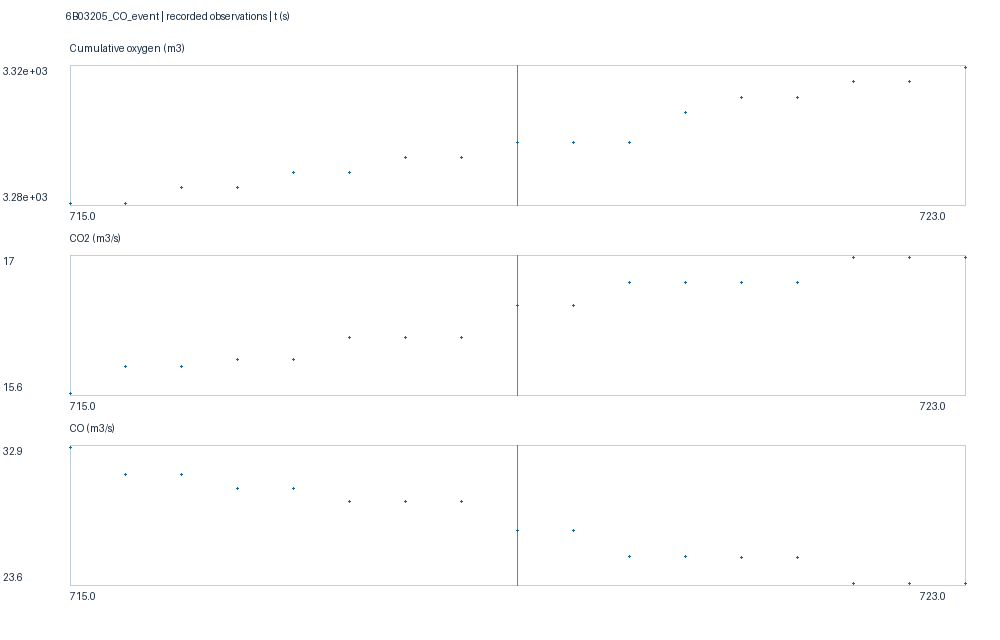 6B03205_CO_event | recorded observations | t (s)
Cumulative oxygen (m3)
3.32e+03
3.28e+03
715.0 723.0
CO2 (m3/s)
17
15.6
715.0 723.0
CO (m3/s)
32.9
23.6
715.0 723.0